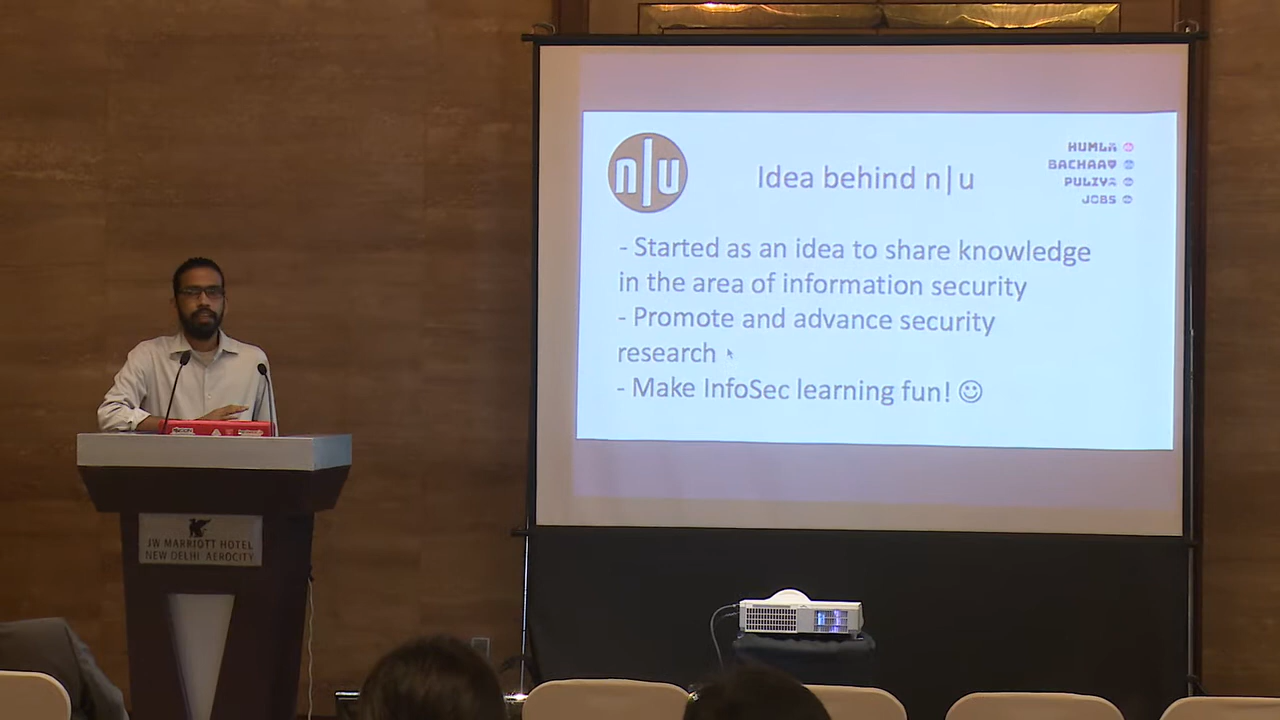 n|u
Idea behind n|u
HUMLA
BACHAAV
PULIYA
JOBS
- Started as an idea to share knowledge
in the area of information security
- Promote and advance security
research
- Make InfoSec learning fun! ☺
JW MARRIOTT HOTEL
NEW DELHI AEROCITY